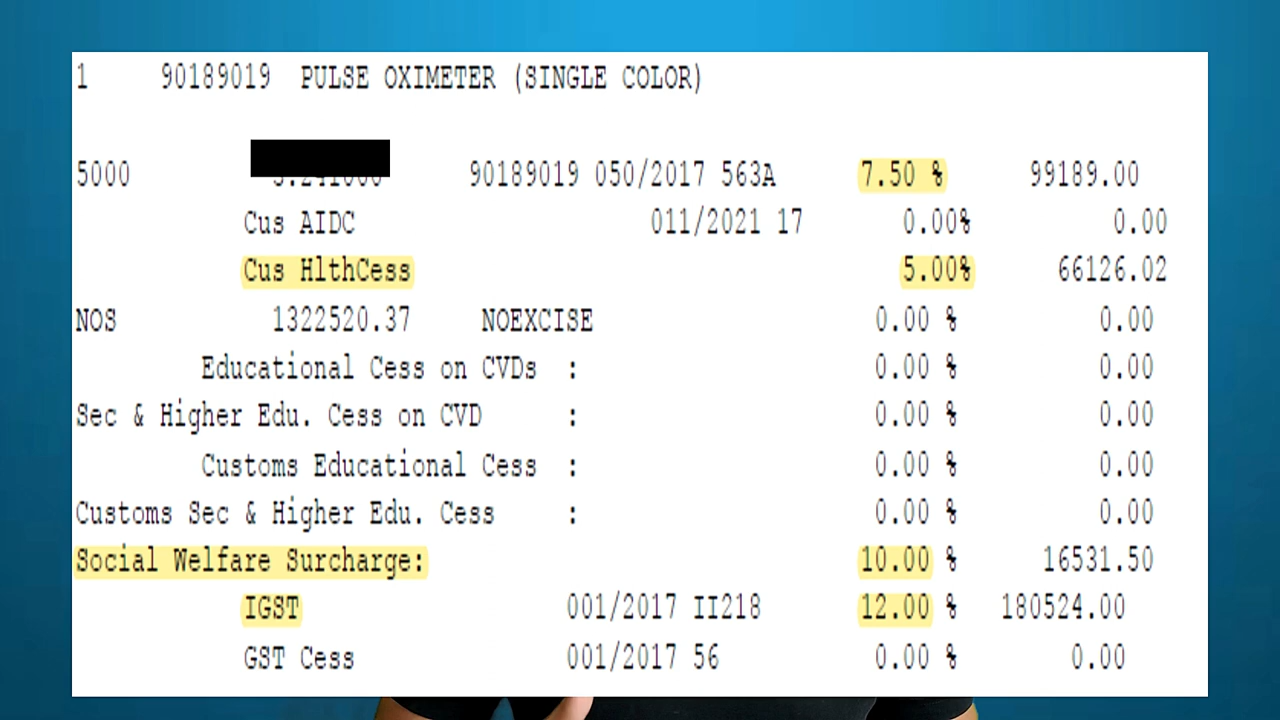 1 90189019 PULSE OXIMETER (SINGLE COLOR)
5000 90189019 050/2017 563A 7.50 % 99189.00
Cus AIDC 011/2021 17 0.00% 0.00
Cus HlthCess 5.00% 66126.02
NOS 1322520.37 NOEXCISE 0.00 % 0.00
Educational Cess on CVDs : 0.00 % 0.00
Sec & Higher Edu. Cess on CVD : 0.00 % 0.00
Customs Educational Cess : 0.00 % 0.00
Customs Sec & Higher Edu. Cess : 0.00 % 0.00
Social Welfare Surcharge: 10.00 % 16531.50
IGST 001/2017 II218 12.00 % 180524.00
GST Cess 001/2017 56 0.00 % 0.00